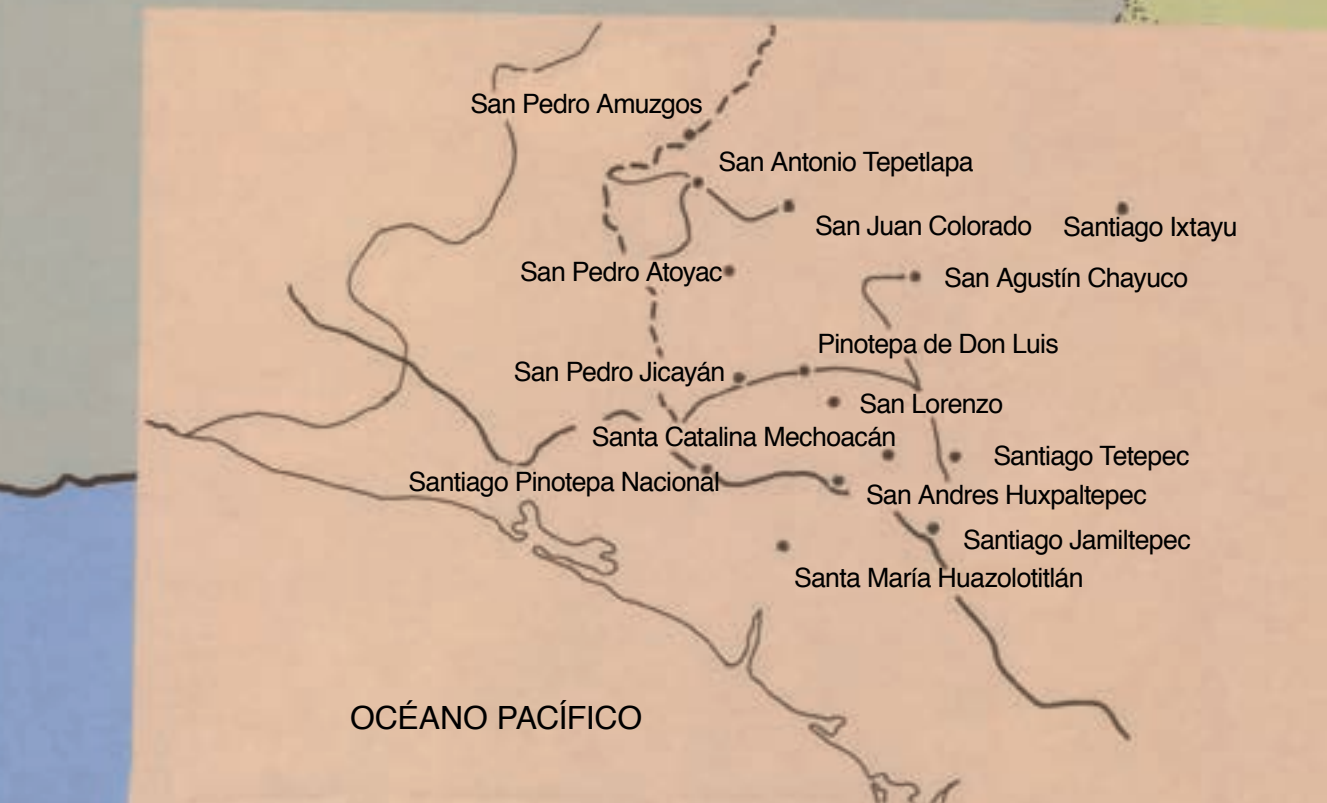 San Pedro Amuzgos
San Antonio Tepetlapa
San Juan Colorado
Santiago Ixtayu
San Pedro Atoyac
San Agustín Chayuco
Pinotepa de Don Luis
San Pedro Jicayán
San Lorenzo
Santa Catalina Mechoacán
Santiago Tetepec
Santiago Pinotepa Nacional
San Andres Huxpaltepec
Santiago Jamiltepec
Santa María Huazolotitlán
OCÉANO PACÍFICO